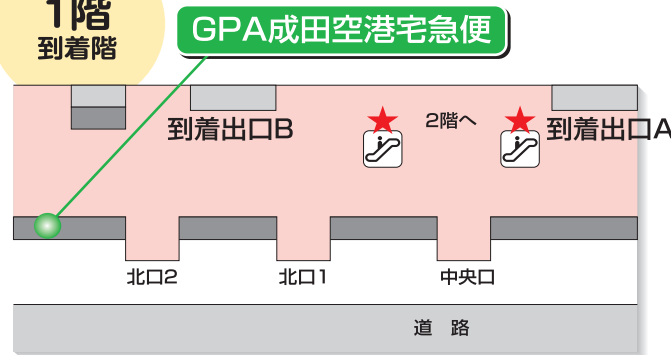 1階
到着階
GPA成田空港宅急便
到着出口B
2階へ
到着出口A
北口2
北口1
中央口
道 路